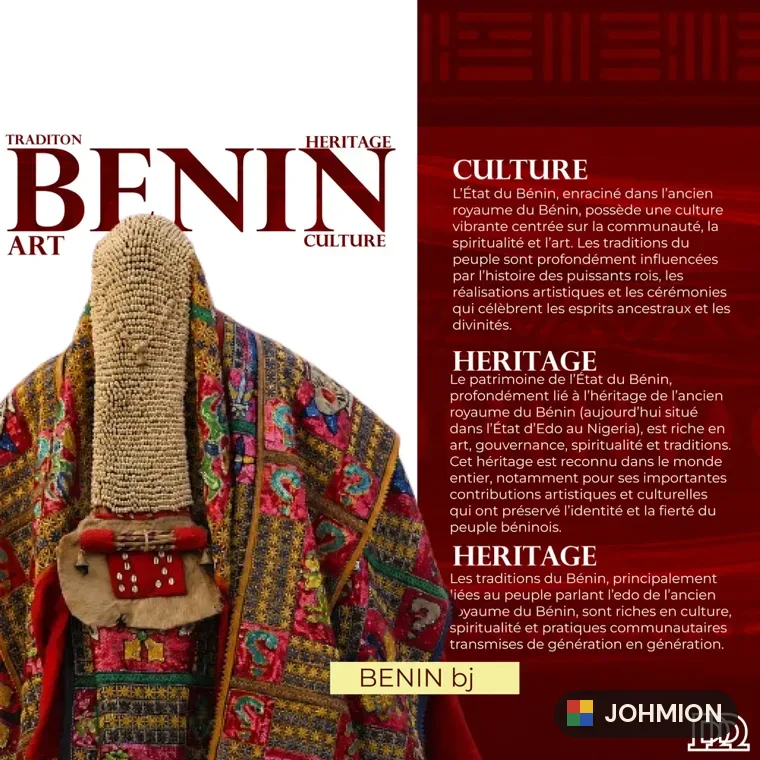 TRADITON
HERITAGE
BENIN
ART
CULTURE
CULTURE
L'État du Bénin, enraciné dans l'ancien
royaume du Bénin, possède une culture
vibrante centrée sur la communauté, la
spiritualité et l'art. Les traditions du
peuple sont profondément influencées
par l'histoire des puissants rois, les
réalisations artistiques et les cérémonies
qui célèbrent les esprits ancestraux et les
divinités.
HERITAGE
Le patrimoine de l'État du Bénin,
profondément lié à l'héritage de l'ancien
royaume du Bénin (aujourd'hui situé
dans l'État d'Edo au Nigeria), est riche en
art, gouvernance, spiritualité et traditions.
Cet héritage est reconnu dans le monde
entier, notamment pour ses importantes
contributions artistiques et culturelles
qui ont préservé l'identité et la fierté du
peuple béninois.
HERITAGE
Les traditions du Bénin, principalement
liées au peuple parlant l'edo de l'ancien
royaume du Bénin, sont riches en culture,
spiritualité et pratiques communautaires
transmises de génération en génération.
BENIN bj
JOHMION